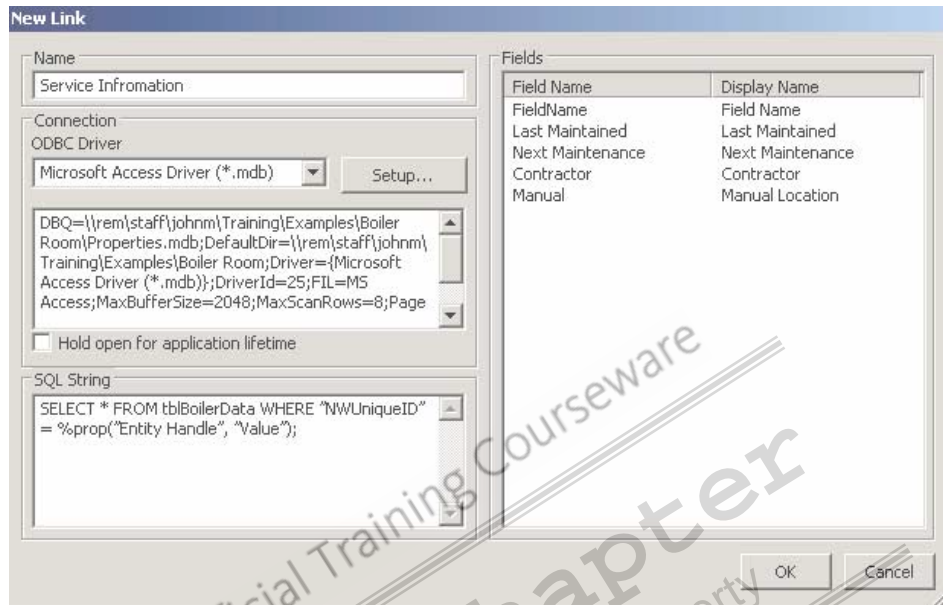 New Link
Name
Service Infromation
Connection
ODBC Driver
Microsoft Access Driver (*.mdb)
Setup...
DBQ=\\rem\staff\johnm\Training\Examples\Boiler
Room\Properties.mdb;DefaultDir=\\rem\staff\johnm\
Training\Examples\Boiler Room;Driver={Microsoft
Access Driver (*.mdb)};DriverId=25;FIL=MS
Access;MaxBufferSize=2048;MaxScanRows=8;Page
Hold open for application lifetime
SQL String
SELECT * FROM tblBoilerData WHERE "NWUniqueID"
= %prop("Entity Handle", "Value");
Fields
Field Name Display Name
FieldName Field Name
Last Maintained Last Maintained
Next Maintenance Next Maintenance
Contractor Contractor
Manual Manual Location
OK
Cancel
icial Training Courseware
apter
erty